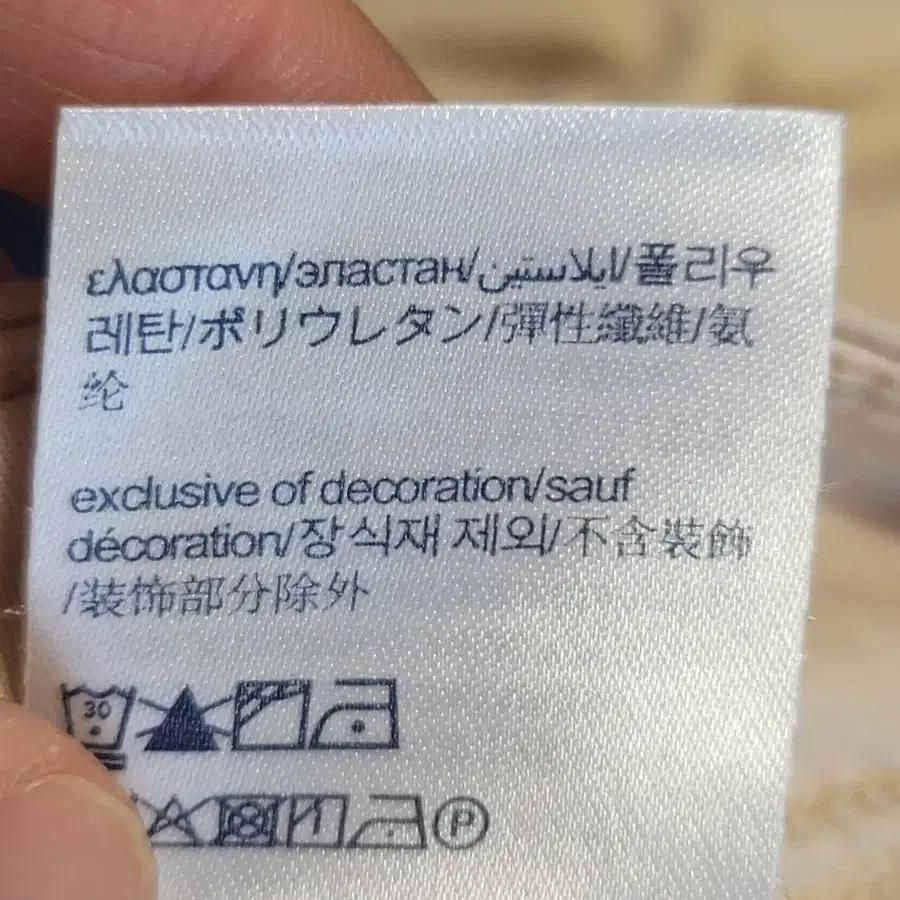 ελαστανη/эластан/ايلاستين/폴리우
레탄/ポリウレタン/彈性纖維/氨
纶
exclusive of decoration/sauf
décoration/장식재 제외/不含裝飾
/装饰部分除外
30
P